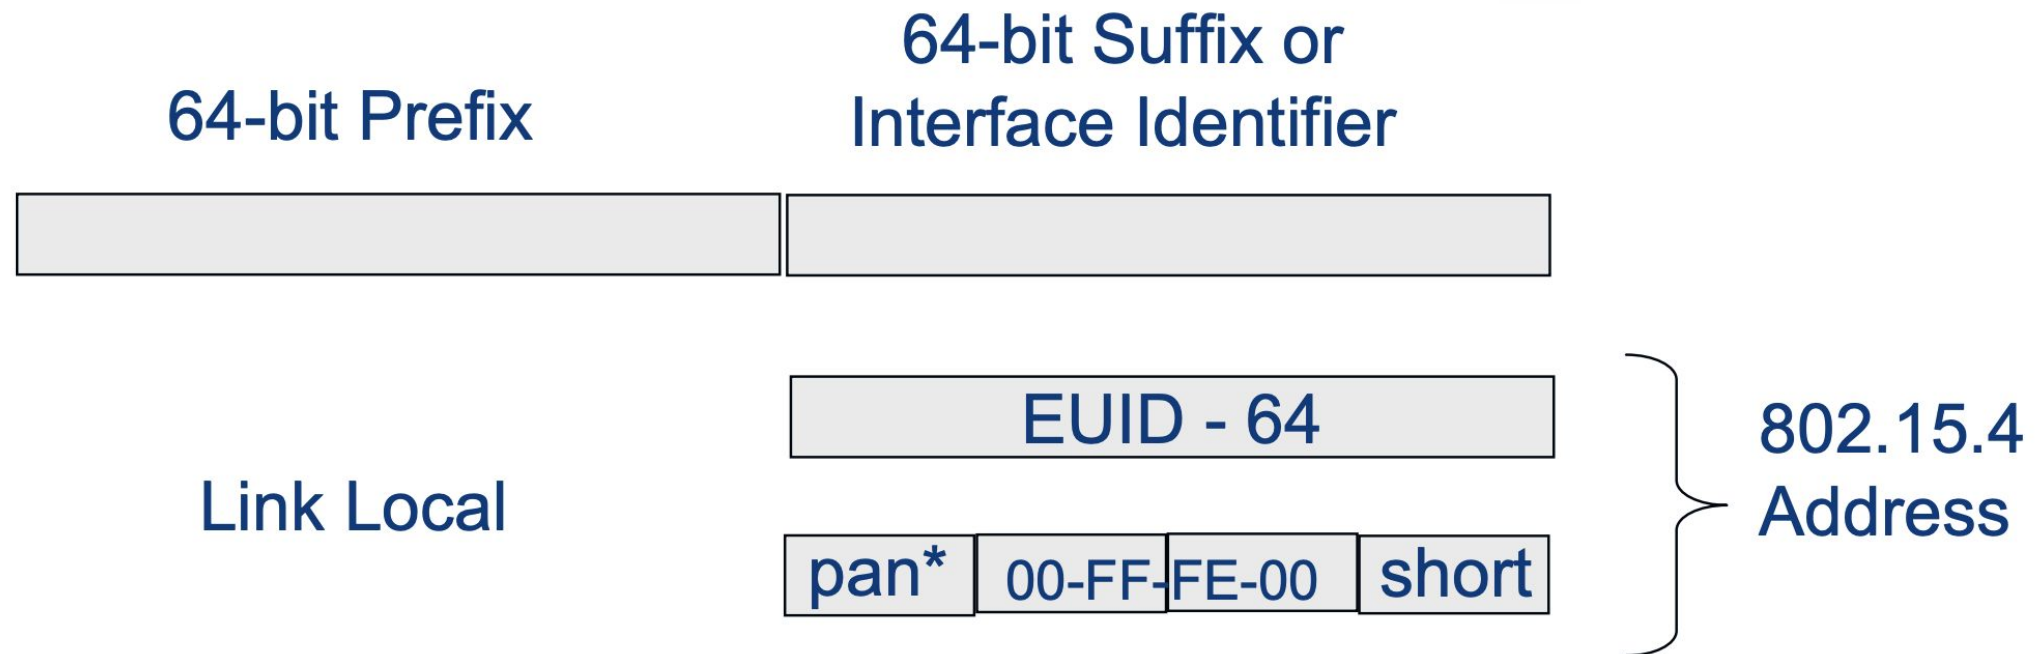 64-bit Prefix
64-bit Suffix or
Interface Identifier
EUID - 64
Link Local
pan*
00-FF-FE-00
short
802.15.4
Address